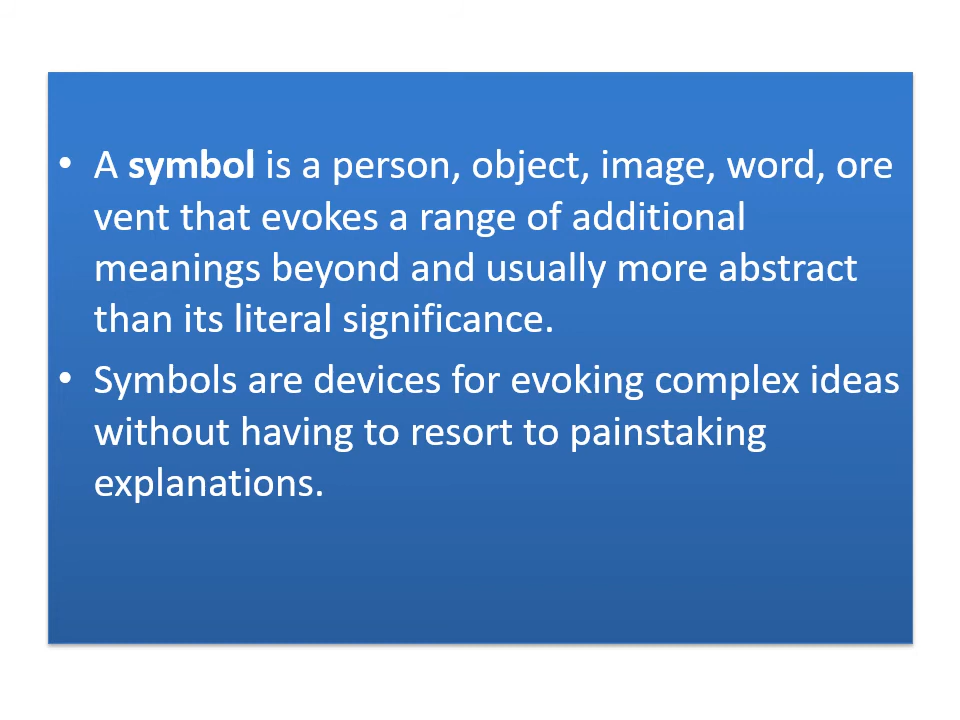 • A symbol is a person, object, image, word, ore
vent that evokes a range of additional
meanings beyond and usually more abstract
than its literal significance.
• Symbols are devices for evoking complex ideas
without having to resort to painstaking
explanations.